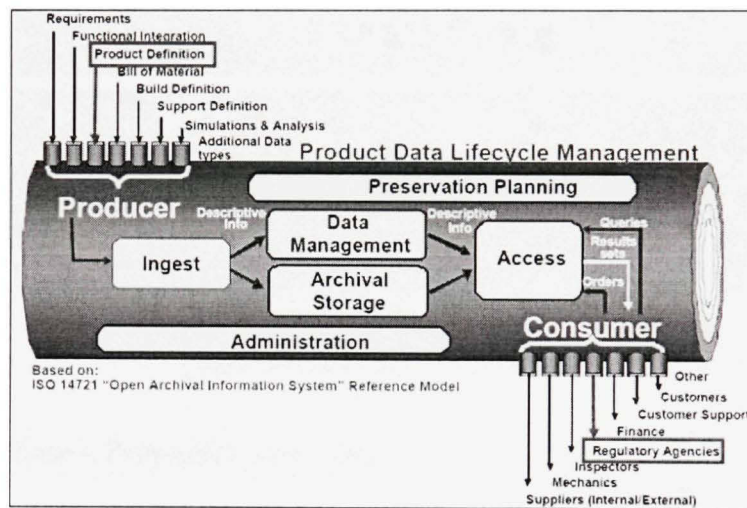 Requirements
Functional Integration
Product Definition
Bill of Material
Build Definition
Support Definition
Simulations & Analysis
Additional Data
types
Product Data Lifecycle Management
Preservation Planning
Producer
Descriptive
Info
Data
Management
Descriptive
Info
Queries
Results
sets
Ingest
Access
Archival
Storage
Orders
Administration
Consumer
Based on:
ISO 14721 "Open Archival Information System" Reference Model
Other
Customers
Customer Support
Finance
Regulatory Agencies
Inspectors
Mechanics
Suppliers (Internal/External)